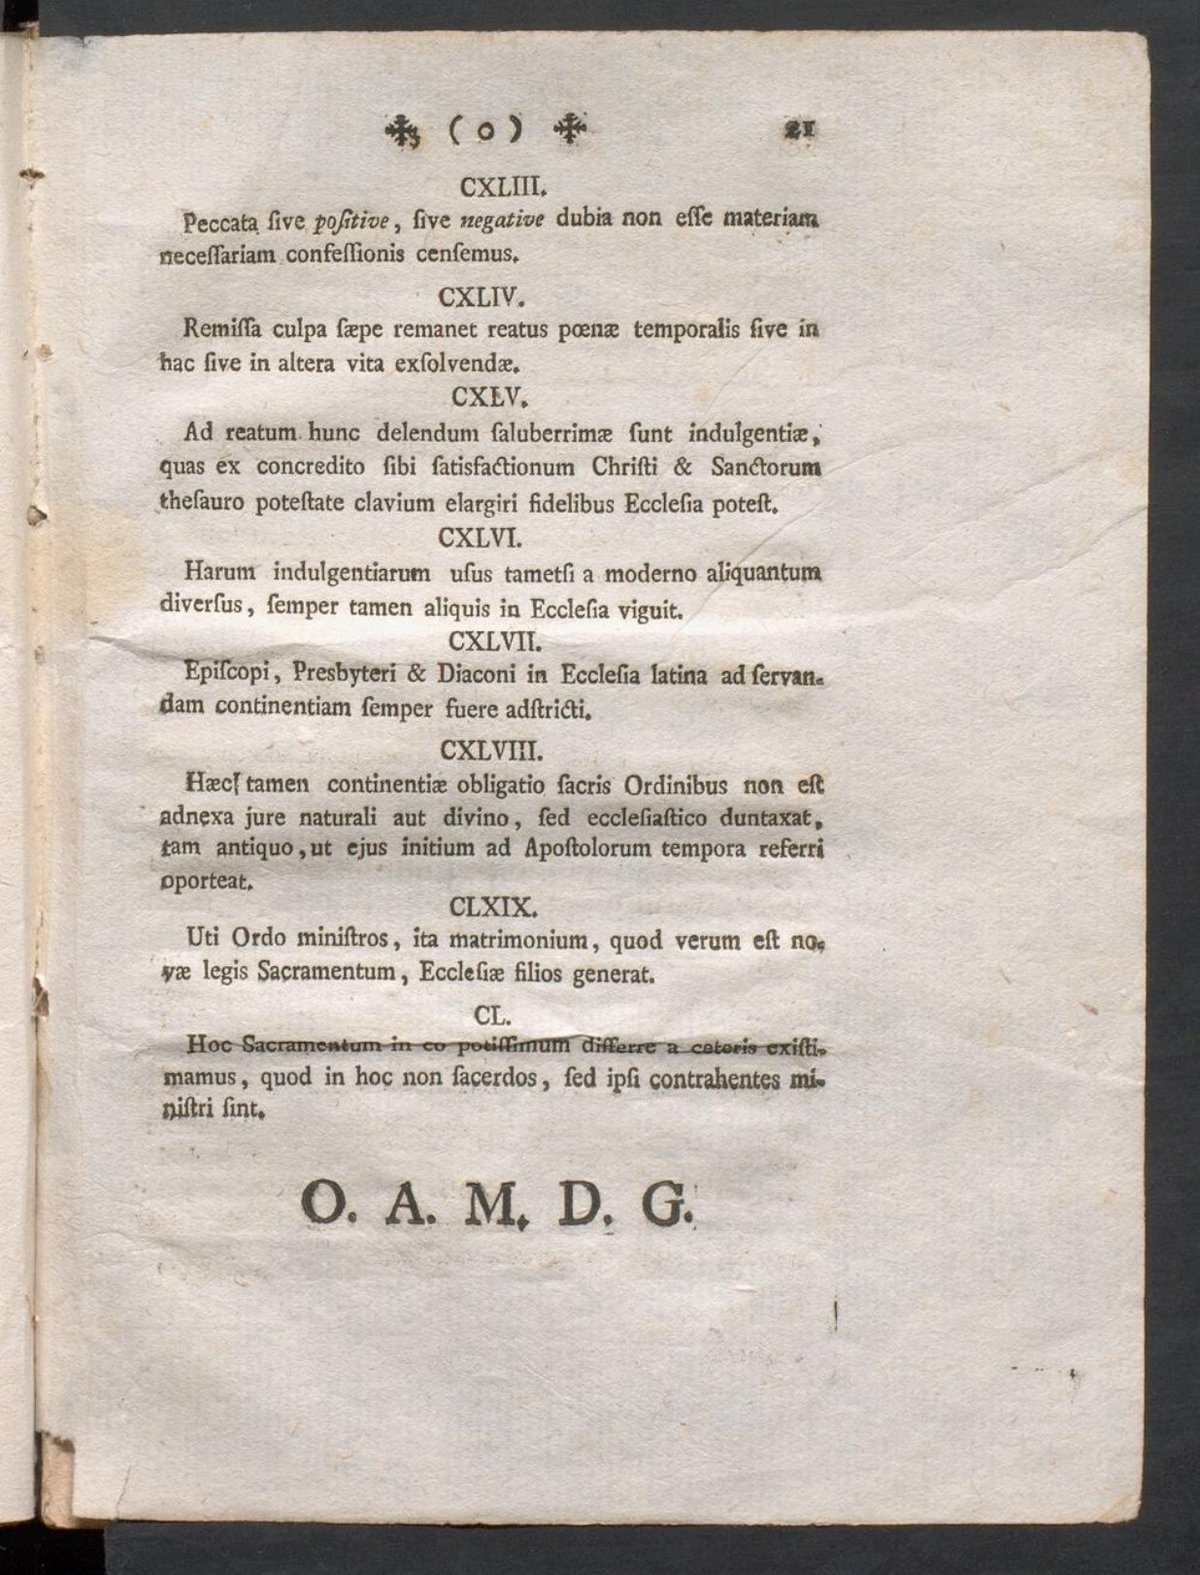 ( o ) 21
CXLIII.
Peccata ſive poſitive, ſive negative dubia non eſſe materiam
neceſſariam confeſſionis cenſemus.
CXLIV.
Remiſſa culpa ſæpe remanet reatus pœnæ temporalis ſive in
hac ſive in altera vita exſolvendæ.
CXLV.
Ad reatum hunc delendum ſaluberrimæ ſunt indulgentiæ,
quas ex concredito ſibi ſatisfactionum Chriſti & Sanctorum
theſauro poteſtate clavium elargiri fidelibus Eccleſia poteſt.
CXLVI.
Harum indulgentiarum uſus tametſi a moderno aliquantum
diverſus, ſemper tamen aliquis in Eccleſia viguit.
CXLVII.
Epiſcopi, Presbyteri & Diaconi in Eccleſia latina ad ſervan-
dam continentiam ſemper fuere adſtricti.
CXLVIII.
Hæc tamen continentiæ obligatio ſacris Ordinibus non eſt
adnexa jure naturali aut divino, ſed eccleſiaſtico duntaxat,
tam antiquo, ut ejus initium ad Apoſtolorum tempora referri
oporteat.
CLXIX.
Uti Ordo miniſtros, ita matrimonium, quod verum eſt no-
væ legis Sacramentum, Eccleſiæ filios generat.
CL.
Hoc Sacramentum in eo potiſſimum differre a ceteris exiſti-
mamus, quod in hoc non ſacerdos, ſed ipſi contrahentes mi-
niſtri ſint.
O. A. M. D. G.